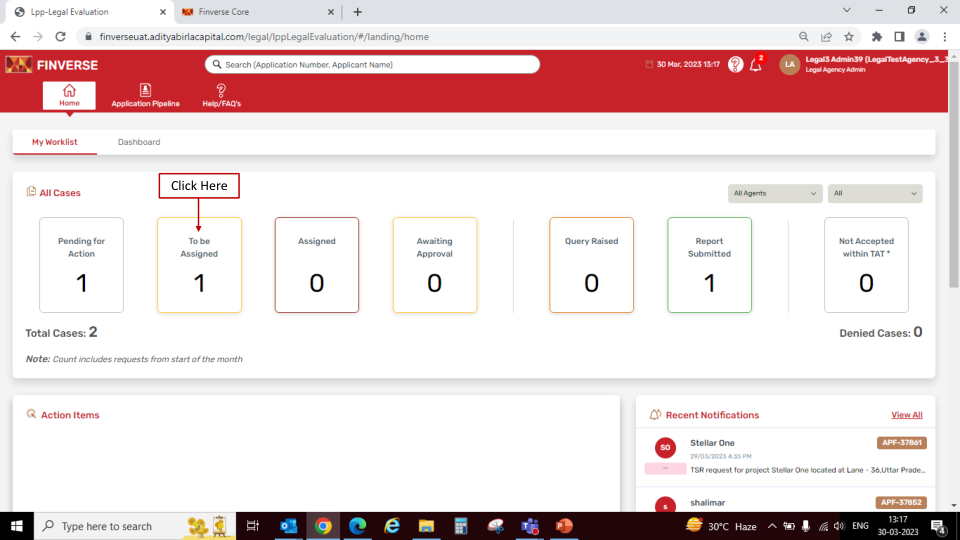 Lpp-Legal Evaluation
Finverse Core
finverseuat.adityabirlacapital.com/legal/lppLegalEvaluation/#/landing/home
FINVERSE
Search (Application Number, Applicant Name)
30 Mar, 2023 13:17
?
2
LA
Legal3 Admin39 (LegalTestAgency_3_3
Legal Agency Admin
Home
Application Pipeline
Help/FAQ's
My Worklist
Dashboard
All Cases
Click Here
All Agents
All
Pending for
Action
1
To be
Assigned
1
Assigned
0
Awaiting
Approval
0
Query Raised
0
Report
Submitted
1
Not Accepted
within TAT *
0
Total Cases: 2
Denied Cases: 0
Note: Count includes requests from start of the month
Action Items
Recent Notifications
View All
SO
Stellar One
APF-37861
29/03/2023 4:35 PM
TSR request for project Stellar One located at Lane - 36,Uttar Prade...
s
shalimar
APF-37852
Type here to search
30°C Haze
ENG
13:17
30-03-2023
4